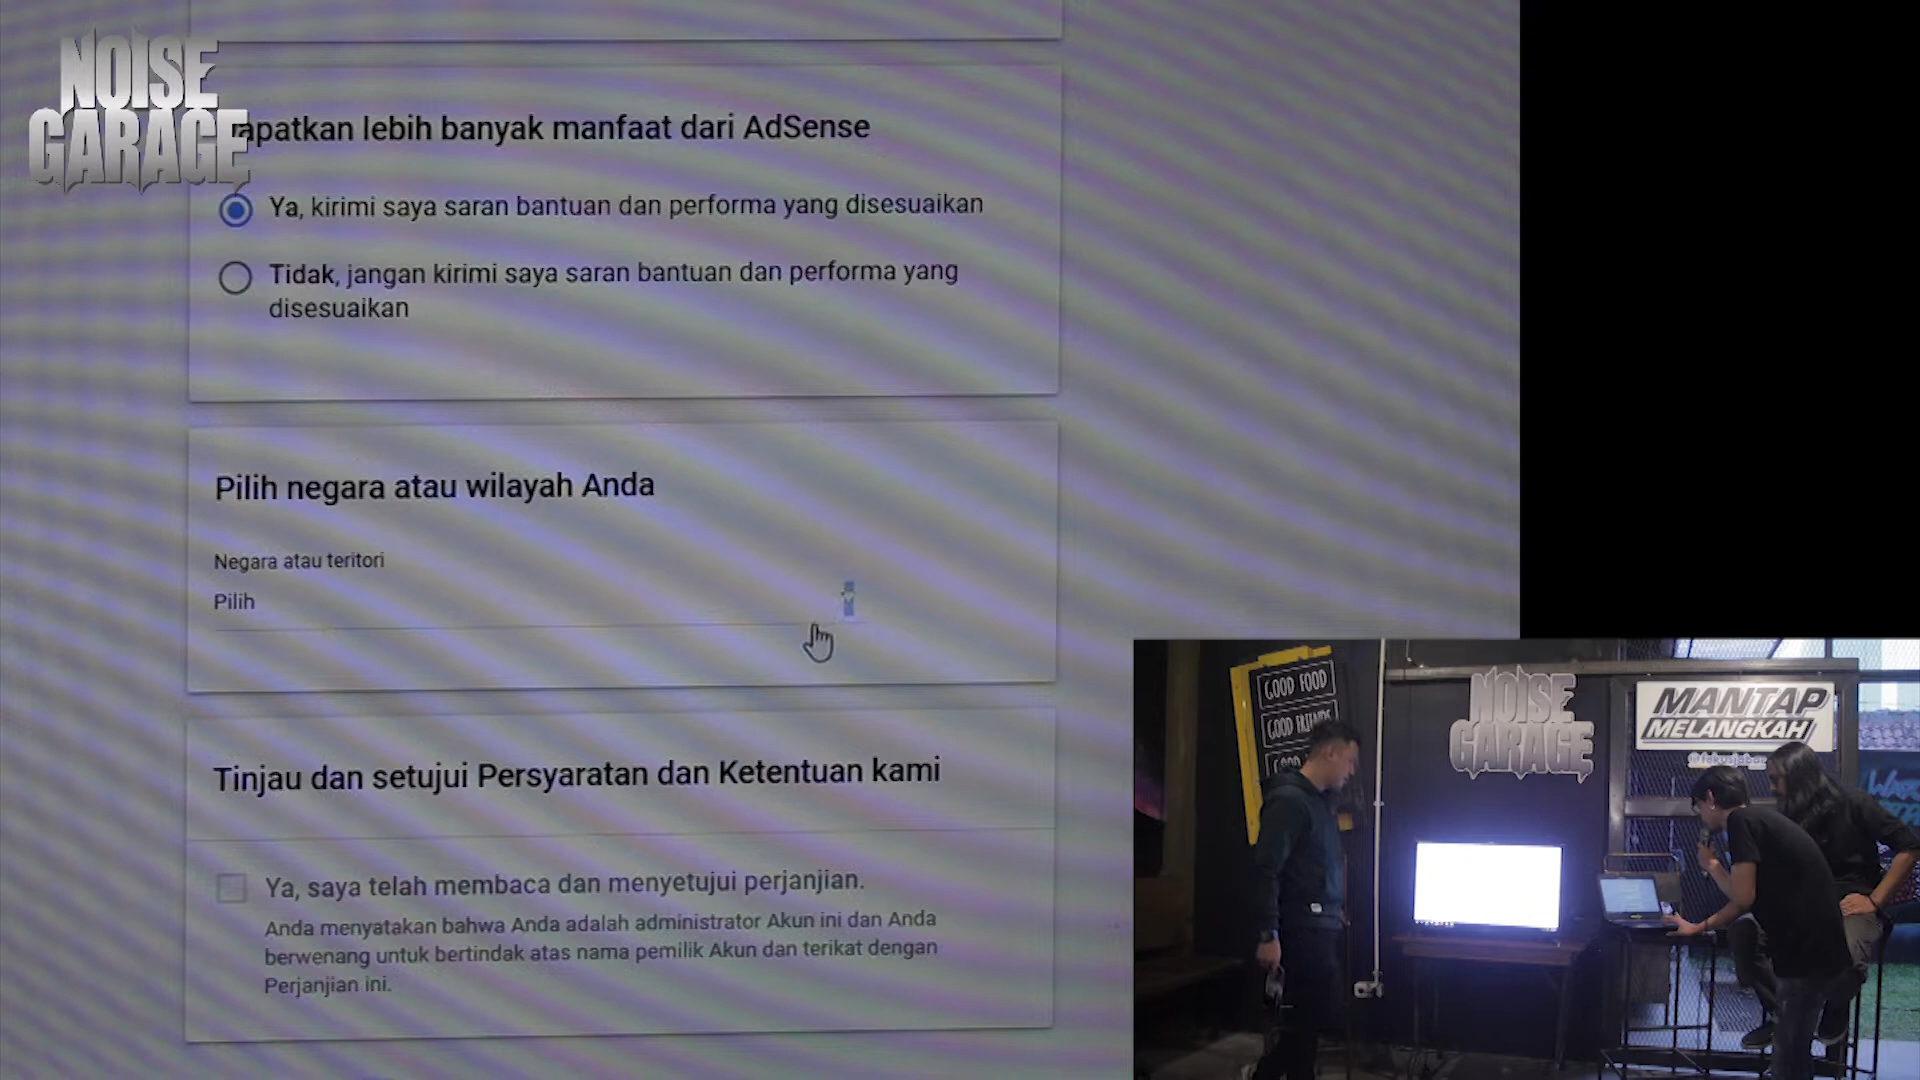 NOISE
GARAGE
apatkan lebih banyak manfaat dari AdSense
Ya, kirimi saya saran bantuan dan performa yang disesuaikan
Tidak, jangan kirimi saya saran bantuan dan performa yang
disesuaikan
Pilih negara atau wilayah Anda
Negara atau teritori
Pilih
Tinjau dan setujui Persyaratan dan Ketentuan kami
Ya, saya telah membaca dan menyetujui perjanjian.
Anda menyatakan bahwa Anda adalah administrator Akun ini dan Anda
berwenang untuk bertindak atas nama pemilik Akun dan terikat dengan
Perjanjian ini.
GOOD FOOD
GOOD FRIENDS
NOISE
GARAGE
MANTAP
MELANGKAH